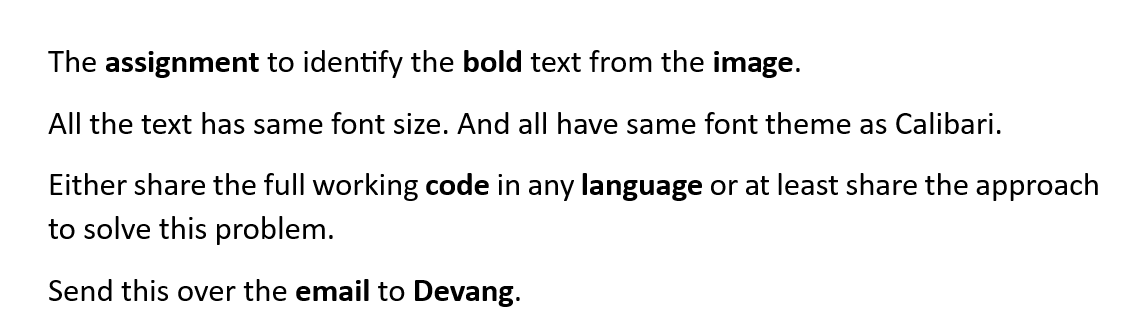 The assignment to identify the bold text from the image.
All the text has same font size. And all have same font theme as Calibari.
Either share the full working code in any language or at least share the approach
to solve this problem.
Send this over the email to Devang.